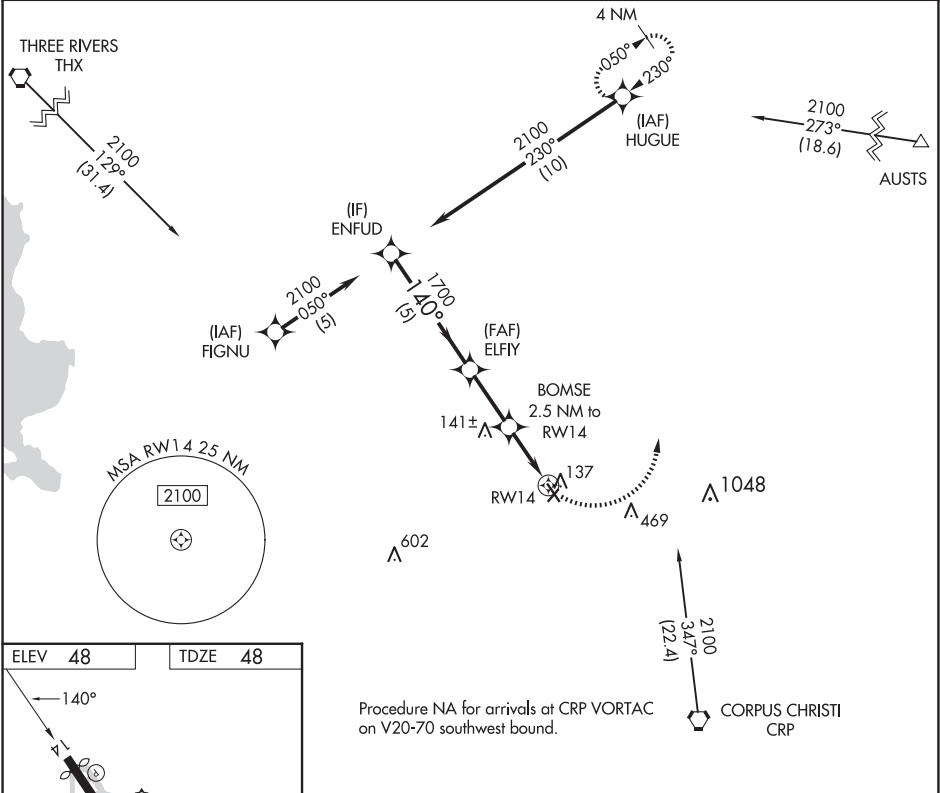 4 NM
THREE RIVERS
THX
050°
230°
(IAF)
HUGUE
2100
273°
(18.6)
AUSTS
2100
129°
(31.4)
2100
230°
(10)
(IF)
ENFUD
2100
050°
(5)
(IAF)
FIGNU
1700
140°
(5)
(FAF)
ELFIY
BOMSE
2.5 NM to
RW14
141±
137
RW14
1048
469
602
MSA RW14 25 NM
2100
2100
347°
(22.4)
ELEV 48
TDZE 48
140°
14
P
Procedure NA for arrivals at CRP VORTAC
on V20-70 southwest bound.
CORPUS CHRISTI
CRP